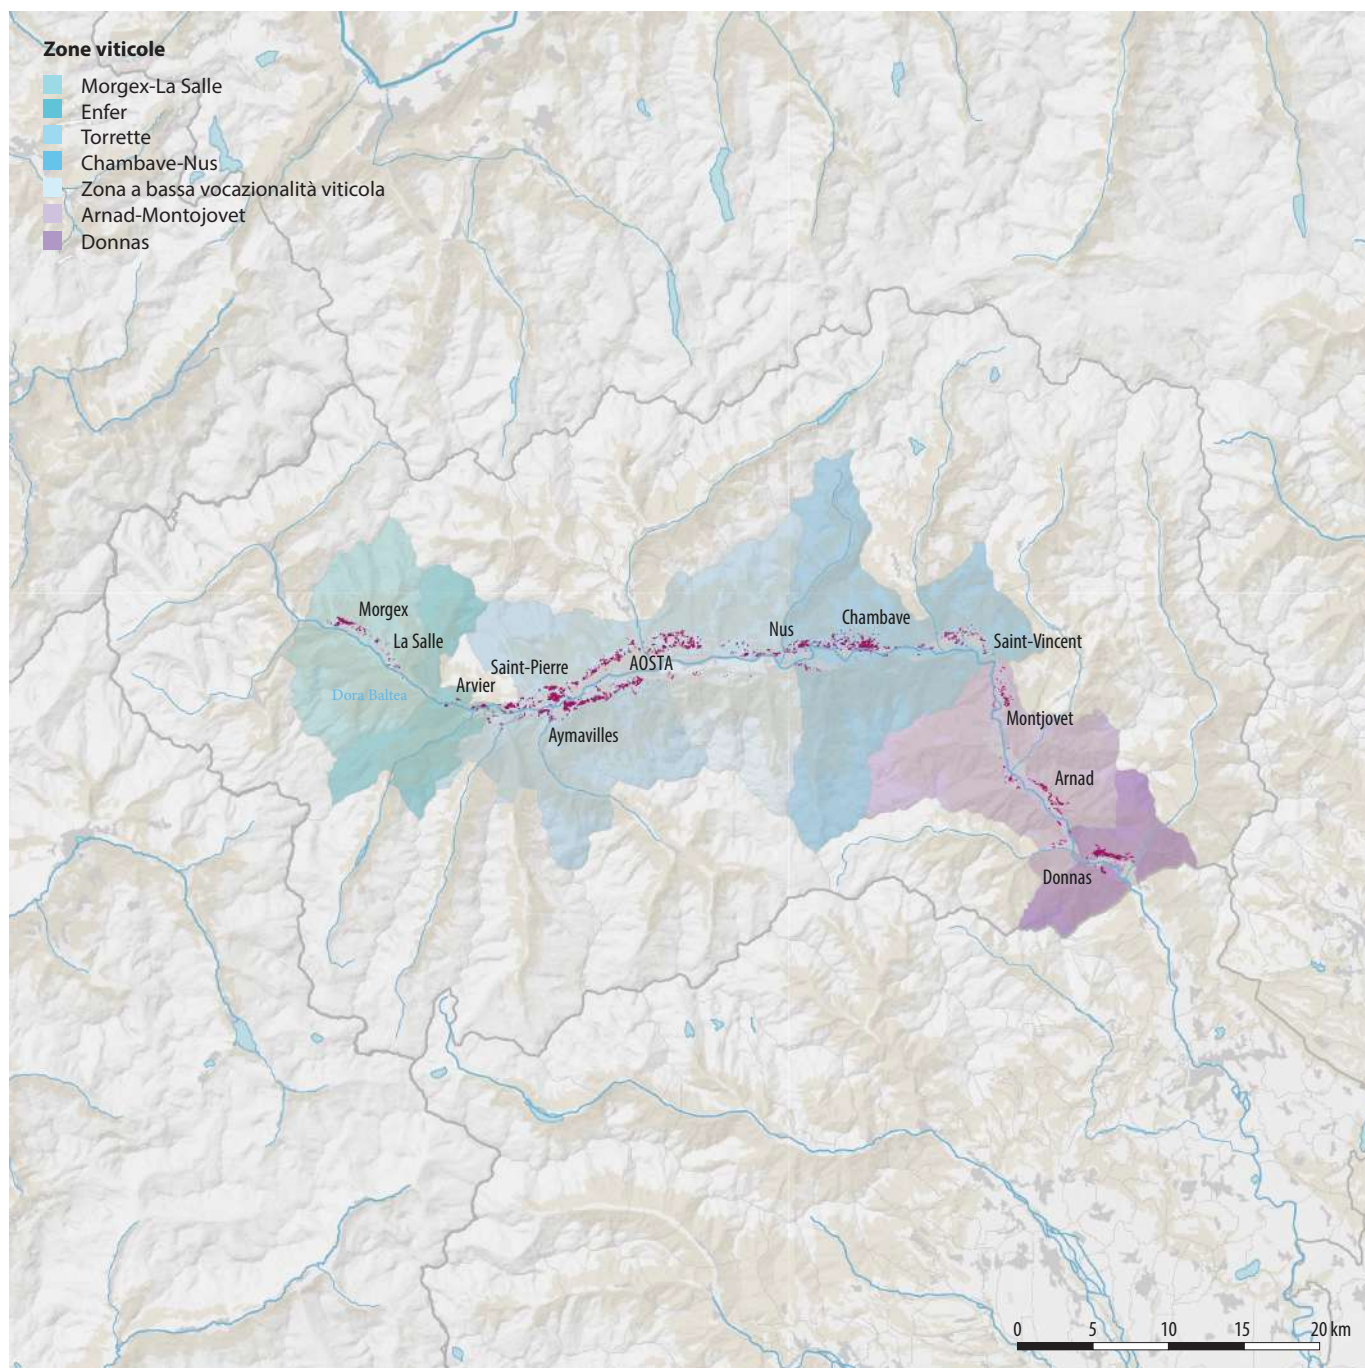 Zone viticole
Morgex-La Salle
Enfer
Torrette
Chambave-Nus
Zona a bassa vocazionalità viticola
Arnad-Montojovet
Donnas
Morgex
La Salle
Dora Baltea
Arvier
Saint-Pierre
Aymavilles
AOSTA
Nus
Chambave
Saint-Vincent
Montjovet
Arnad
Donnas
0 5 10 15 20 km